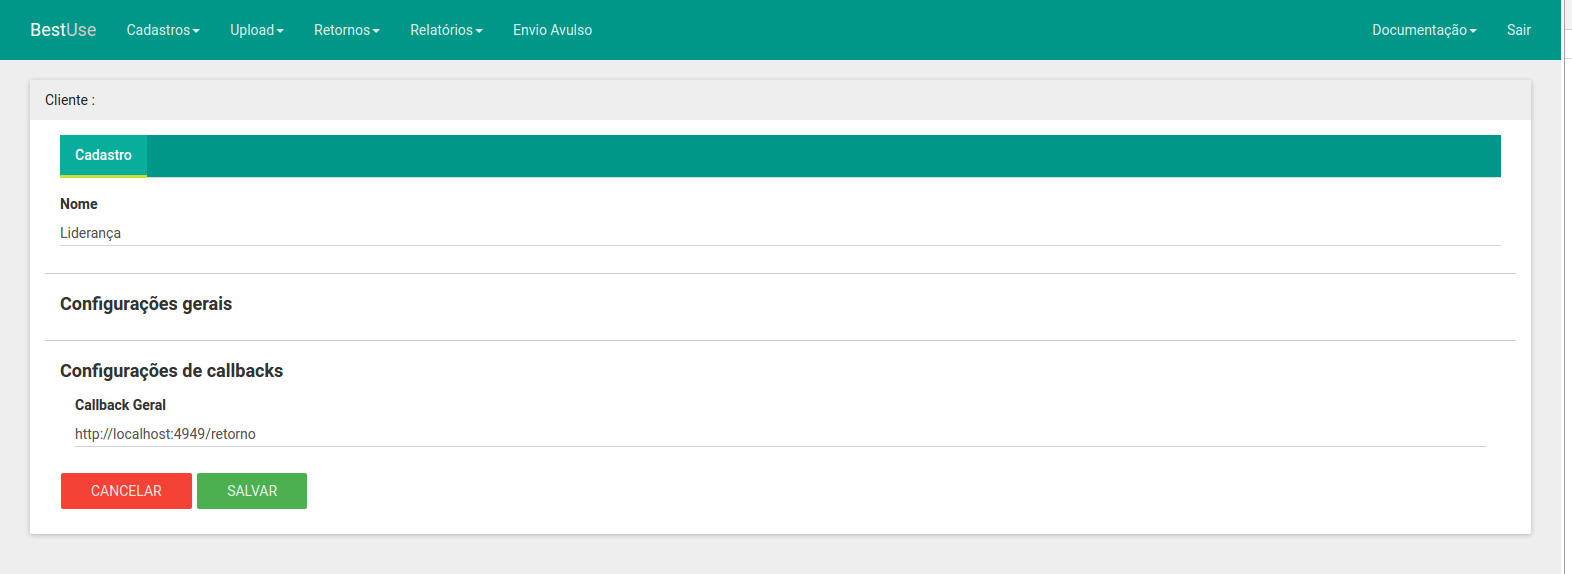 BestUse Cadastros Upload Retornos Relatórios Envio Avulso Documentação Sair
Cliente :
Cadastro
Nome
Liderança
Configurações gerais
Configurações de callbacks
Callback Geral
http://localhost:4949/retorno
CANCELAR SALVAR